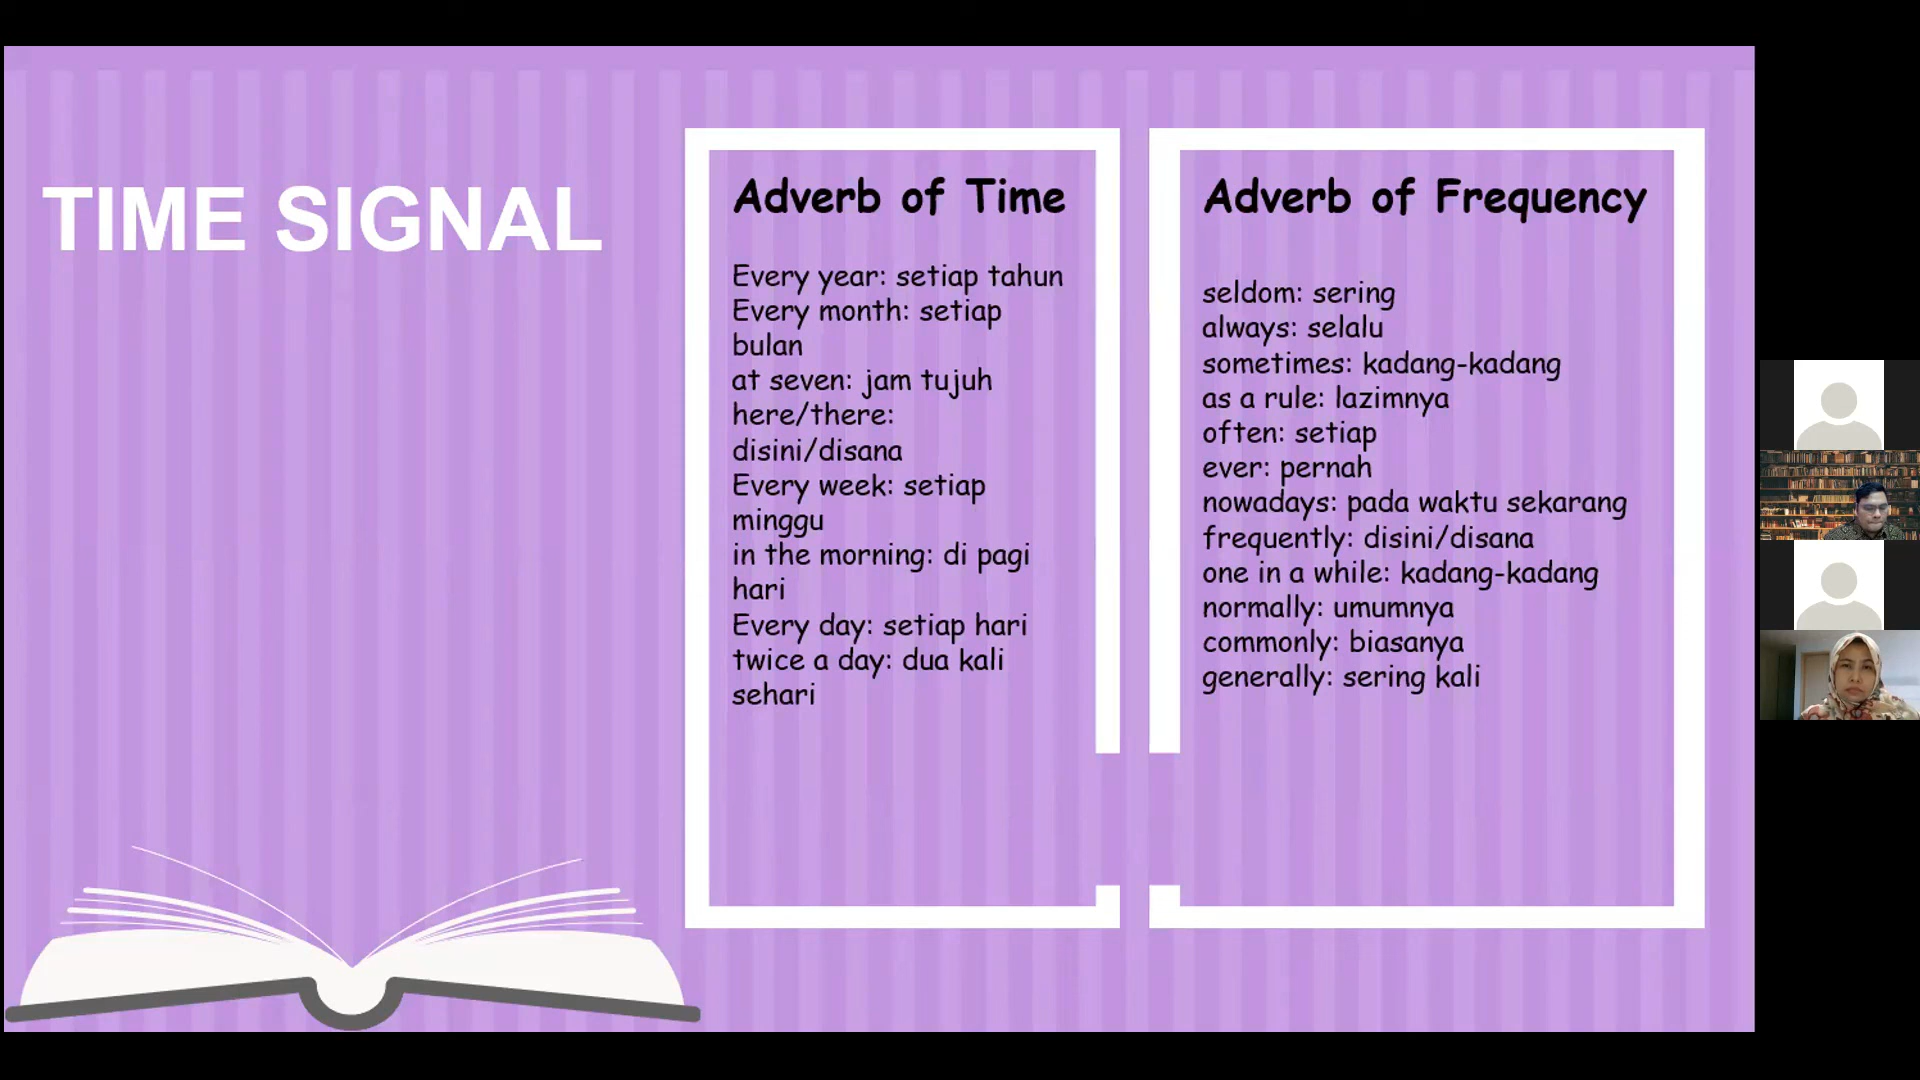 TIME SIGNAL
Adverb of Time
Every year: setiap tahun
Every month: setiap
bulan
at seven: jam tujuh
here/there:
disini/disana
Every week: setiap
minggu
in the morning: di pagi
hari
Every day: setiap hari
twice a day: dua kali
sehari
Adverb of Frequency
seldom: sering
always: selalu
sometimes: kadang-kadang
as a rule: lazimnya
often: setiap
ever: pernah
nowadays: pada waktu sekarang
frequently: disini/disana
one in a while: kadang-kadang
normally: umumnya
commonly: biasanya
generally: sering kali